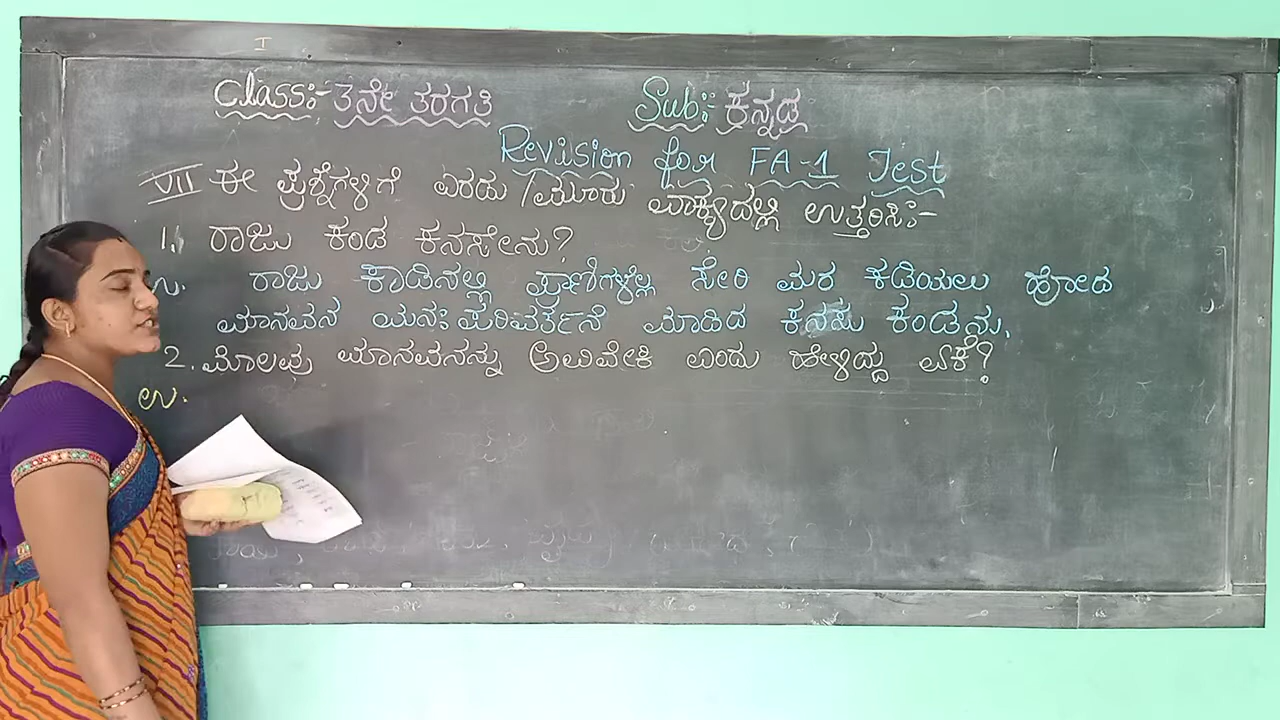 Class:- 3ನೇ ತರಗತಿ Sub:- ಕನ್ನಡ
Revision for FA-1 Test
VII ಈ ಪ್ರಶ್ನೆಗಳಿಗೆ ಎರಡು / ಮೂರು ವಾಕ್ಯದಲ್ಲಿ ಉತ್ತರಿಸಿ:-
1. ರಾಜು ಕಂಡ ಕನಸೇನು?
ಉ. ರಾಜು ಕಾಡಿನಲ್ಲಿ ಪ್ರಾಣಿಗಳೆಲ್ಲ ಸೇರಿ ಮರ ಕಡಿಯಲು ಹೋದ
ಮಾನವನ ಮನಃಪರಿವರ್ತನೆ ಮಾಡಿದ ಕನಸು ಕಂಡನು.
2. ಮೊಲವು ಮಾನವನನ್ನು ಅವಿವೇಕಿ ಎಂದು ಹೇಳಿದ್ದು ಏಕೆ?
ಉ.